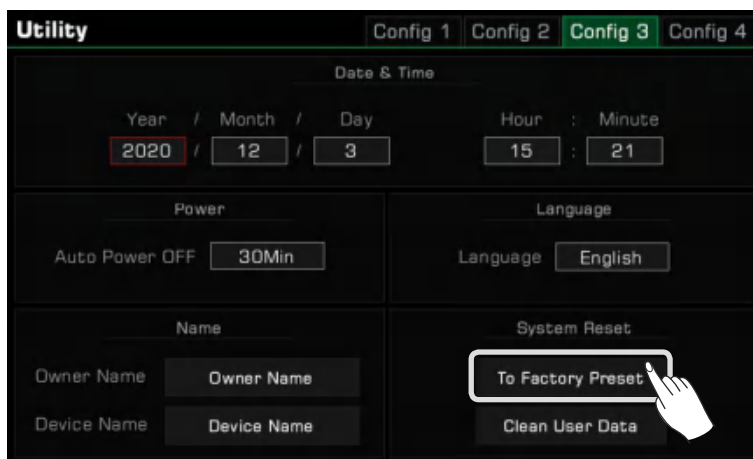 Utility Config 1 Config 2 Config 3 Config 4
Date & Time
Year / Month / Day Hour : Minute
2020 / 12 / 3 15 : 21
Power
Auto Power OFF 30Min
Language
Language English
Name
Owner Name Owner Name
Device Name Device Name
System Reset
To Factory Preset
Clean User Data